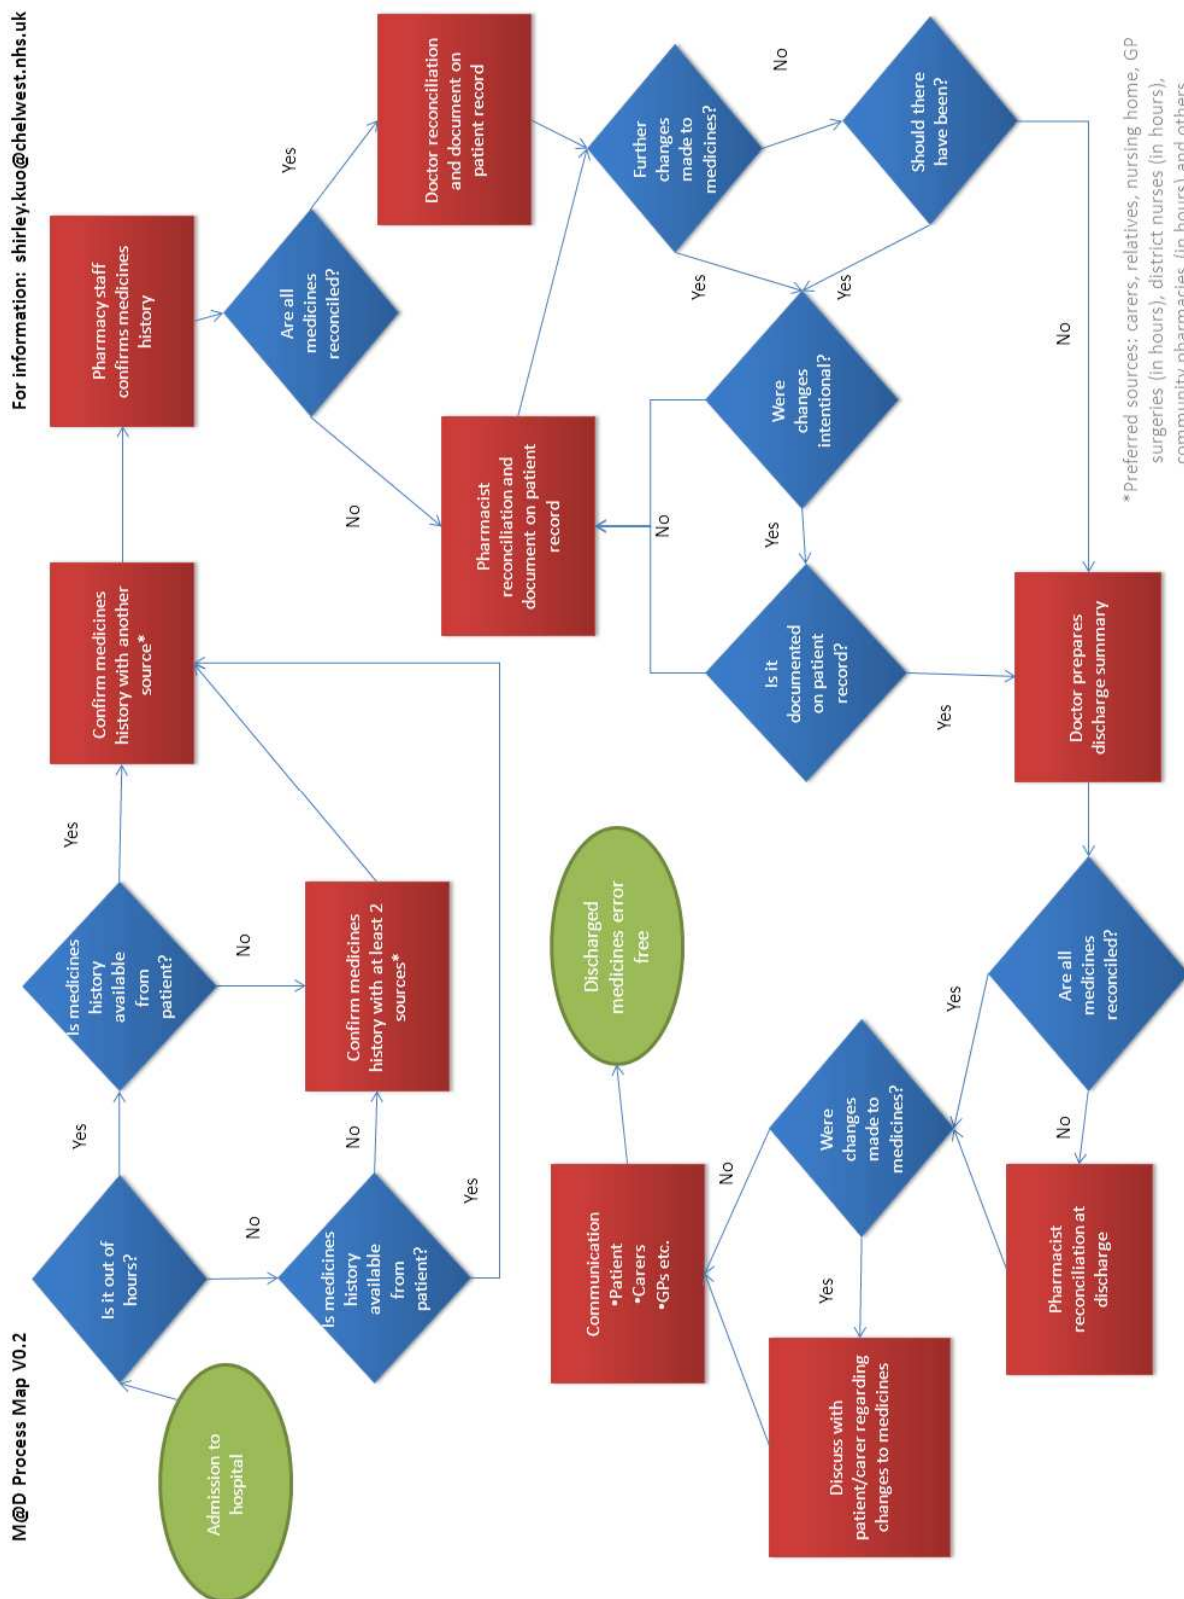 M@D Process Map V0.2
For information: shirley.kuo@chelwest.nhs.uk
Admission to
hospital
Is it out of
hours?
Yes
No
Is medicines
history
available
from
patient?
Yes
No
Is medicines
history
available
from
patient?
No
Yes
Confirm medicines
history with at least 2
sources*
Confirm medicines
history with another
source*
Pharmacy staff
confirms medicines
history
Are all
medicines
reconciled?
Yes
No
Doctor reconciliation
and document on
patient record
Pharmacist
reconciliation and
document on patient
record
Further
changes
made to
medicines?
No
Yes
Should there
have been?
Yes
No
Were
changes
intentional?
No
Yes
Is it
documented
on patient
record?
Yes
Doctor prepares
discharge summary
Are all
medicines
reconciled?
Yes
No
Pharmacist
reconciliation at
discharge
Were
changes
made to
medicines?
No
Yes
Discuss with
patient/carer regarding
changes to medicines
Communication
•Patient
•Carers
•GPs etc.
Discharged
medicines error
free
*Preferred sources: carers, relatives, nursing home, GP
surgeries (in hours), district nurses (in hours),
community pharmacies (in hours) and others